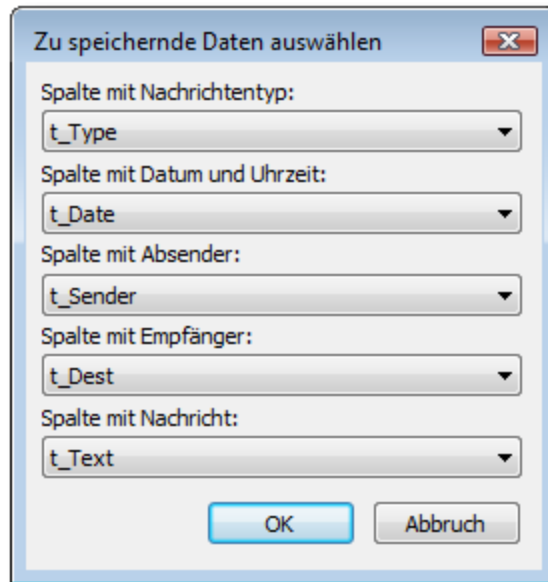 Zu speichernde Daten auswählen
Spalte mit Nachrichtentyp:
t_Type
Spalte mit Datum und Uhrzeit:
t_Date
Spalte mit Absender:
t_Sender
Spalte mit Empfänger:
t_Dest
Spalte mit Nachricht:
t_Text
OK Abbruch